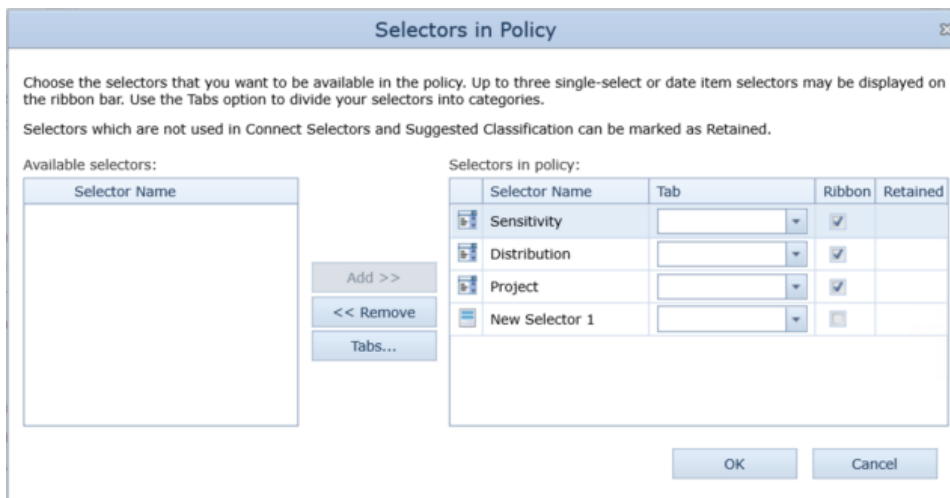 Selectors in Policy
Choose the selectors that you want to be available in the policy. Up to three single-select or date item selectors may be displayed on
the ribbon bar. Use the Tabs option to divide your selectors into categories.
Selectors which are not used in Connect Selectors and Suggested Classification can be marked as Retained.
Available selectors:
Selector Name
Add >>
<< Remove
Tabs...
Selectors in policy:
Selector Name Tab Ribbon Retained
Sensitivity
Distribution
Project
New Selector 1
OK Cancel